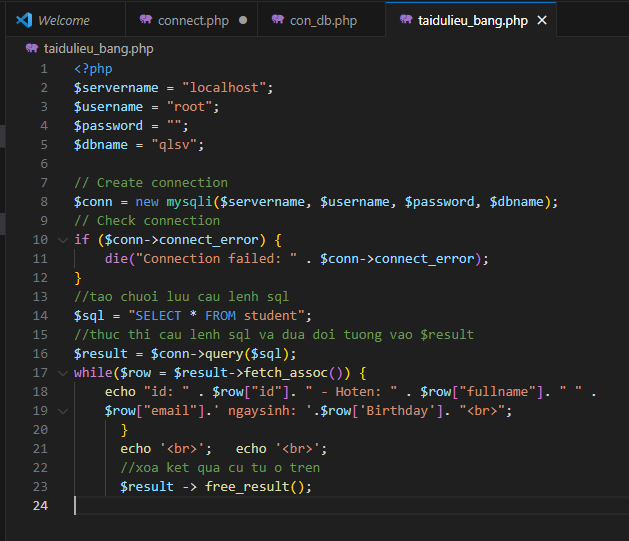 Welcome connect.php con_db.php taidulieu_bang.php
taidulieu_bang.php
1 <?php
2 $servername = "localhost";
3 $username = "root";
4 $password = "";
5 $dbname = "qlsv";
6
7 // Create connection
8 $conn = new mysqli($servername, $username, $password, $dbname);
9 // Check connection
10 if ($conn->connect_error) {
11     die("Connection failed: " . $conn->connect_error);
12 }
13 //tao chuoi luu cau lenh sql
14 $sql = "SELECT * FROM student";
15 //thuc thi cau lenh sql va dua doi tuong vao $result
16 $result = $conn->query($sql);
17 while($row = $result->fetch_assoc()) {
18     echo "id: " . $row["id"]. " - Hoten: " . $row["fullname"]. " " .
19     $row["email"].' ngaysinh: '.$row['Birthday']. "<br>";
20       }
21       echo '<br>';   echo '<br>';
22       //xoa ket qua cu tu o tren
23       $result -> free_result();
24